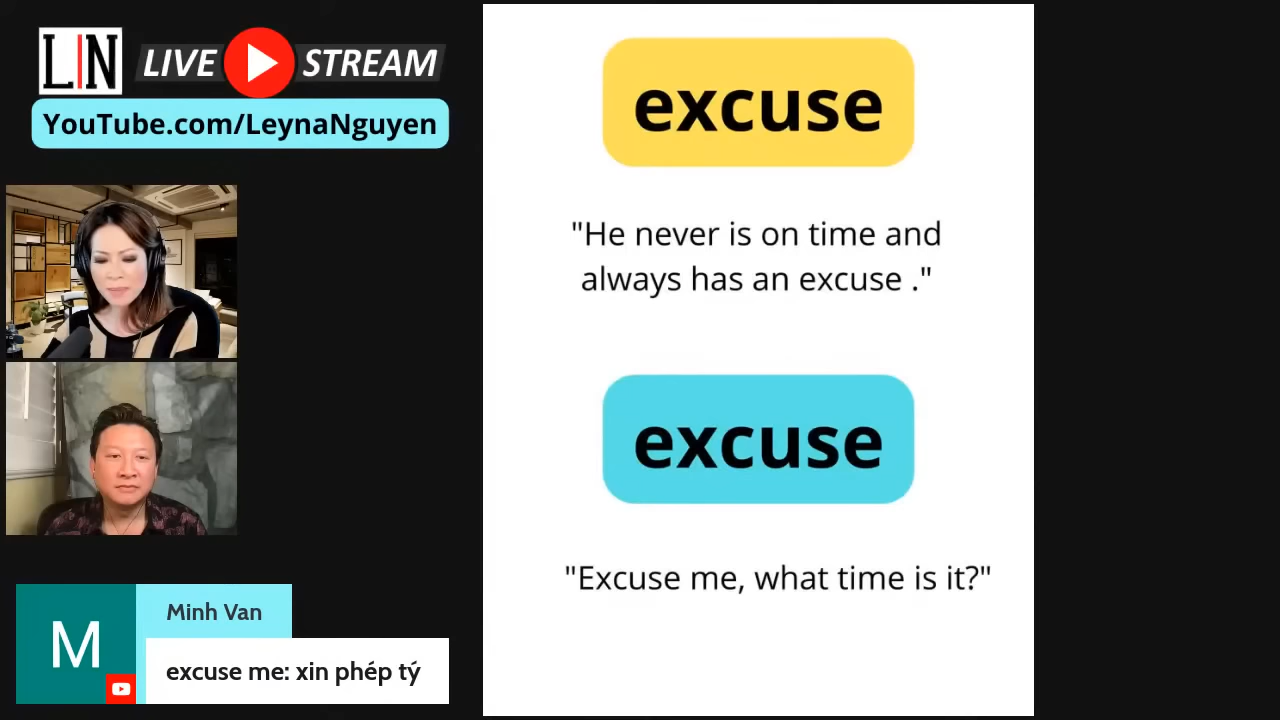 LIN LIVE STREAM
YouTube.com/LeynaNguyen
excuse
"He never is on time and
always has an excuse ."
excuse
"Excuse me, what time is it?"
M
Minh Van
excuse me: xin phép tý